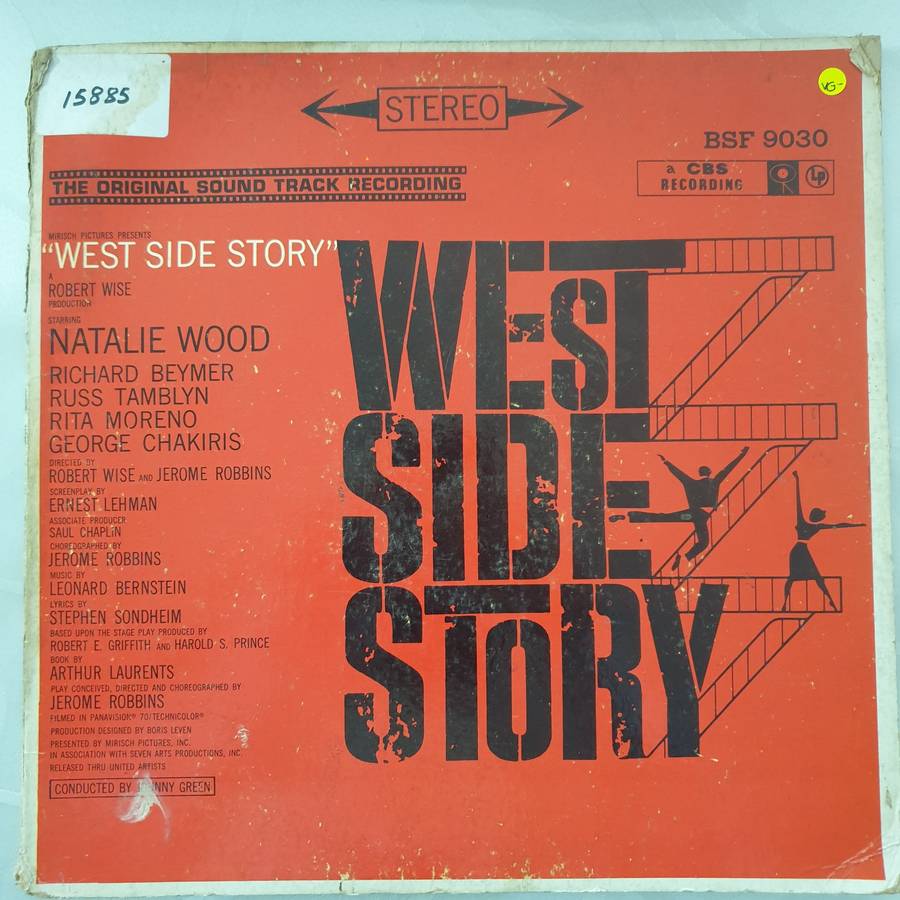 15885
STEREO
VG-
BSF 9030
a CBS
RECORDING
LP
THE ORIGINAL SOUND TRACK RECORDING
MIRISCH PICTURES PRESENTS
"WEST SIDE STORY"
A
ROBERT WISE
PRODUCTION
STARRING
NATALIE WOOD
RICHARD BEYMER
RUSS TAMBLYN
RITA MORENO
GEORGE CHAKIRIS
DIRECTED BY
ROBERT WISE AND JEROME ROBBINS
SCREENPLAY BY
ERNEST LEHMAN
ASSOCIATE PRODUCER
SAUL CHAPLIN
CHOREOGRAPHED BY
JEROME ROBBINS
MUSIC BY
LEONARD BERNSTEIN
LYRICS BY
STEPHEN SONDHEIM
BASED UPON THE STAGE PLAY PRODUCED BY
ROBERT E. GRIFFITH AND HAROLD S. PRINCE
BOOK BY
ARTHUR LAURENTS
PLAY CONCEIVED, DIRECTED AND CHOREOGRAPHED BY
JEROME ROBBINS
FILMED IN PANAVISION® 70/TECHNICOLOR®
PRODUCTION DESIGNED BY BORIS LEVEN
PRESENTED BY MIRISCH PICTURES, INC.
IN ASSOCIATION WITH SEVEN ARTS PRODUCTIONS, INC.
RELEASED THRU UNITED ARTISTS
CONDUCTED BY JOHNNY GREEN
WEST
SIDE
STORY